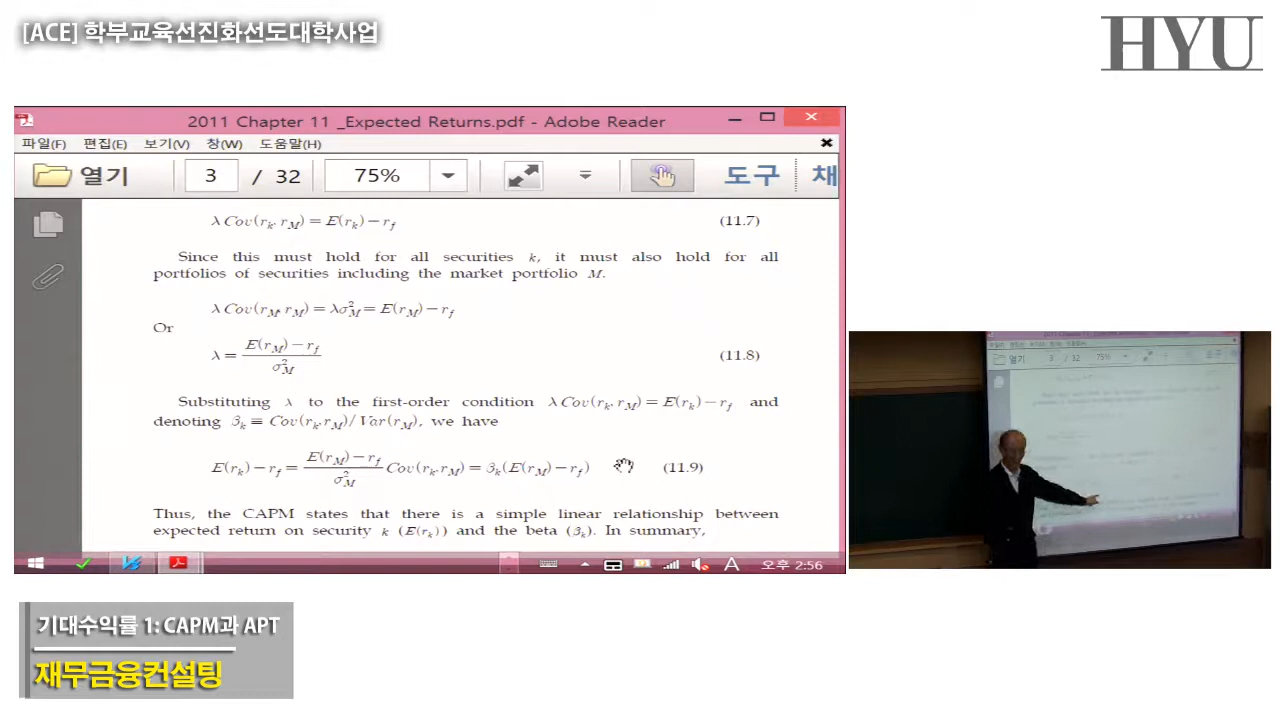 [ACE] 학부교육선진화선도대학사업
HYU
2011 Chapter 11 _Expected Returns.pdf - Adobe Reader
파일(F) 편집(E) 보기(V) 창(W) 도움말(H)
열기 3 / 32 75% 도구 채
λ Cov(r_k, r_M) = E(r_k) − r_f (11.7)
Since this must hold for all securities k, it must also hold for all
portfolios of securities including the market portfolio M.
λ Cov(r_M, r_M) = λσ²_M = E(r_M) − r_f
Or
λ = (E(r_M) − r_f) / σ²_M (11.8)
Substituting λ to the first-order condition λ Cov(r_k, r_M) = E(r_k) − r_f and
denoting β_k ≡ Cov(r_k, r_M)/ Var(r_M), we have
E(r_k) − r_f = (E(r_M) − r_f) / σ²_M Cov(r_k, r_M) = β_k(E(r_M) − r_f) (11.9)
Thus, the CAPM states that there is a simple linear relationship between
expected return on security k (E(r_k)) and the beta (β_k). In summary,
A 오후 2:56
열기 3 / 32 75%
기대수익률 1: CAPM과 APT
재무금융컨설팅